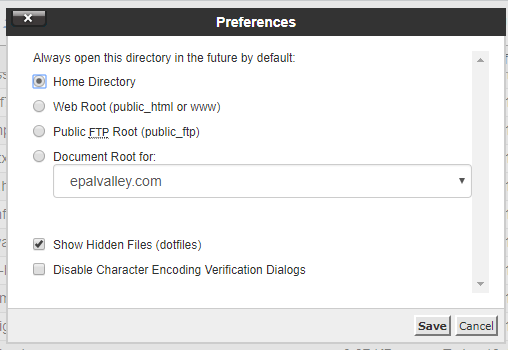 Preferences
Always open this directory in the future by default:
Home Directory
Web Root (public_html or www)
Public FTP Root (public_ftp)
Document Root for:
epalvalley.com
Show Hidden Files (dotfiles)
Disable Character Encoding Verification Dialogs
Save Cancel